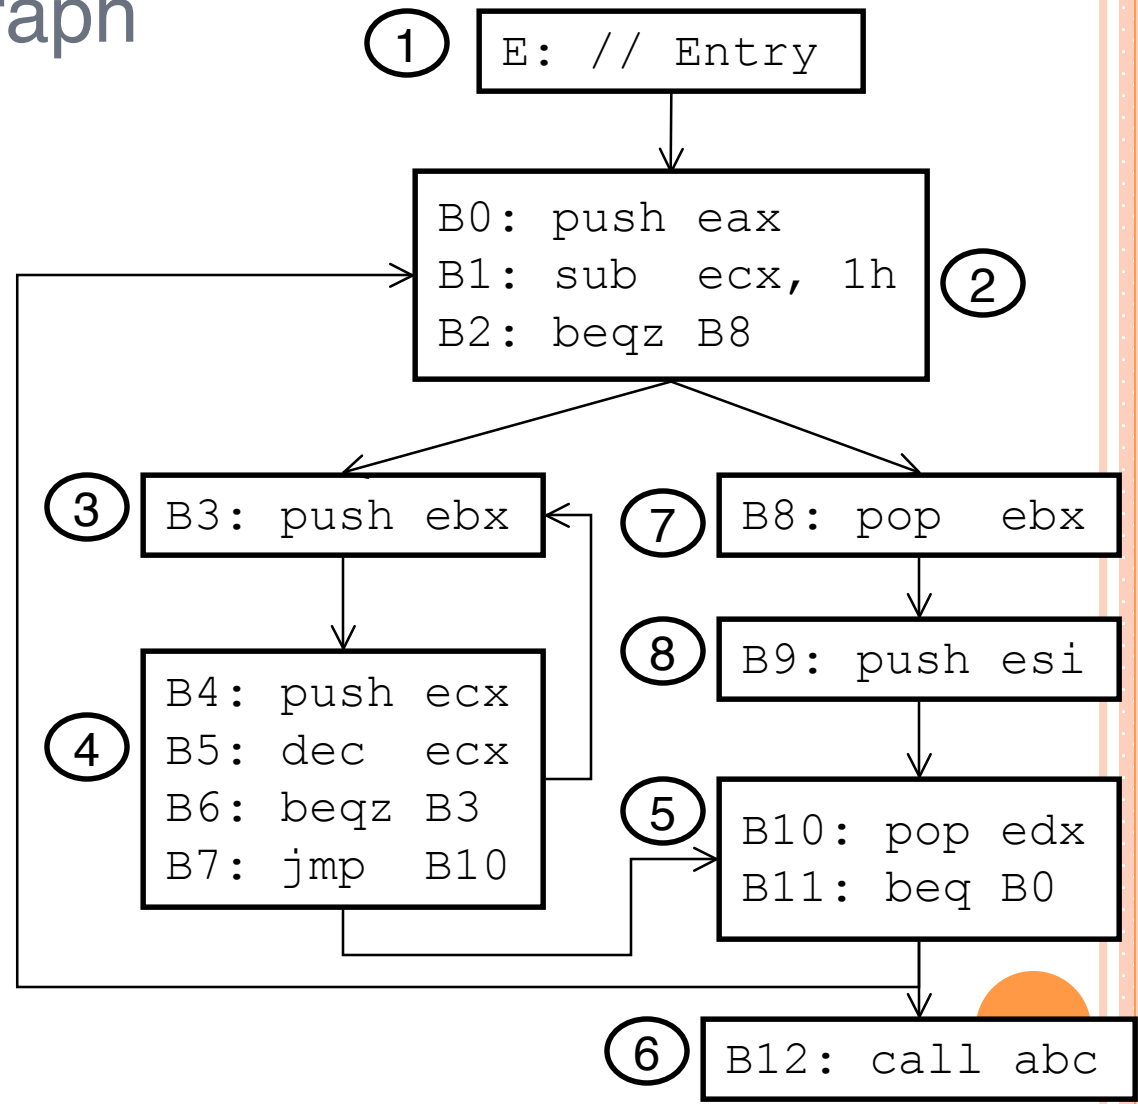 raph
1
E: // Entry
B0: push eax
B1: sub ecx, 1h
B2: beqz B8
2
3
B3: push ebx
7
B8: pop ebx
8
B9: push esi
4
B4: push ecx
B5: dec ecx
B6: beqz B3
B7: jmp B10
5
B10: pop edx
B11: beq B0
6
B12: call abc